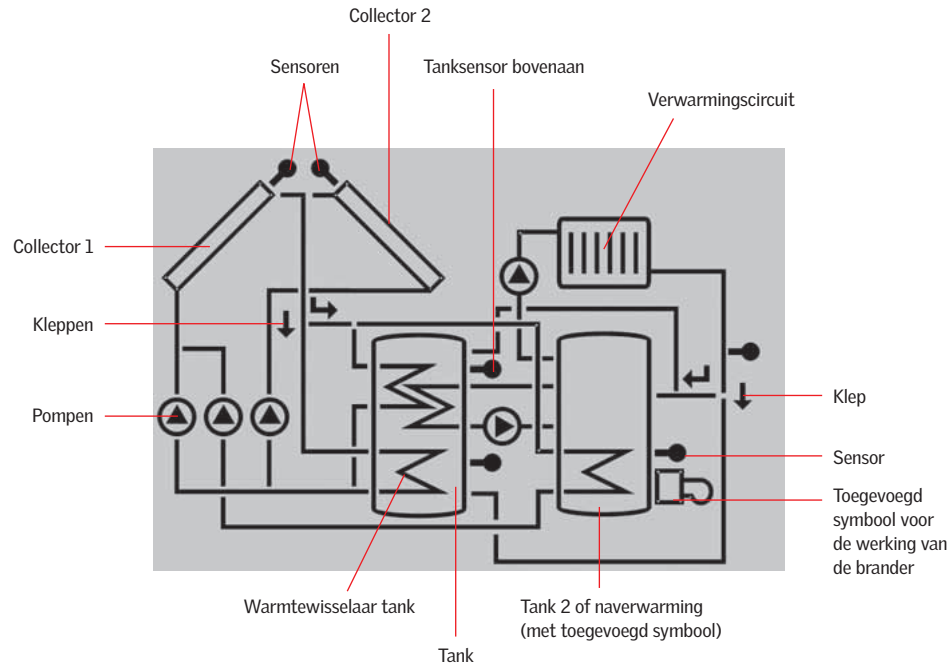 Collector 2
Sensoren
Tanksensor bovenaan
Verwarmingscircuit
Collector 1
Kleppen
Pompen
Klep
Sensor
Toegevoegd
symbool voor
de werking van
de brander
Warmtewisselaar tank
Tank 2 of naverwarming
(met toegevoegd symbool)
Tank